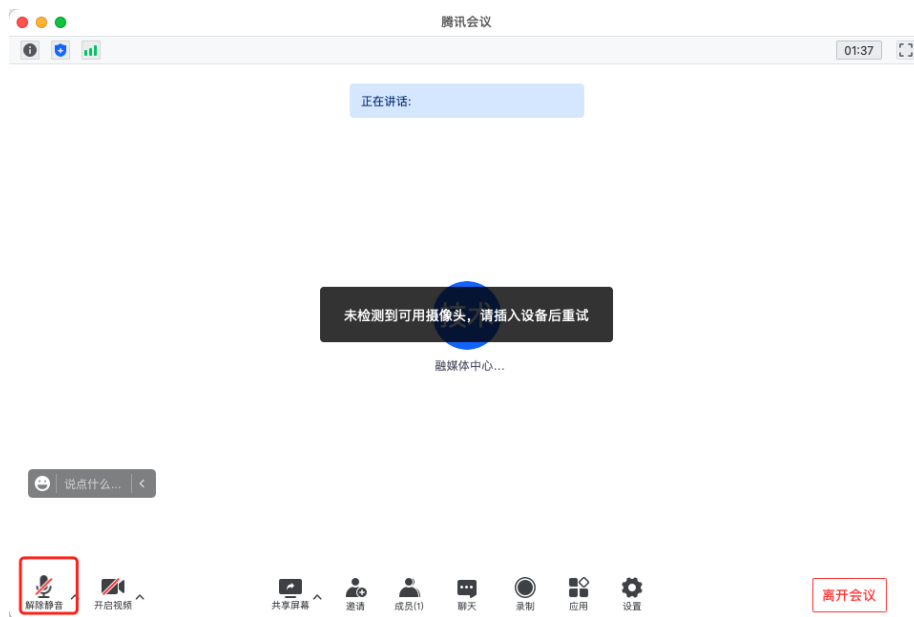 腾讯会议
01:37
正在讲话:
技术
未检测到可用摄像头，请插入设备后重试
融媒体中心...
说点什么...
解除静音
开启视频
共享屏幕
邀请
成员(1)
聊天
录制
应用
设置
离开会议